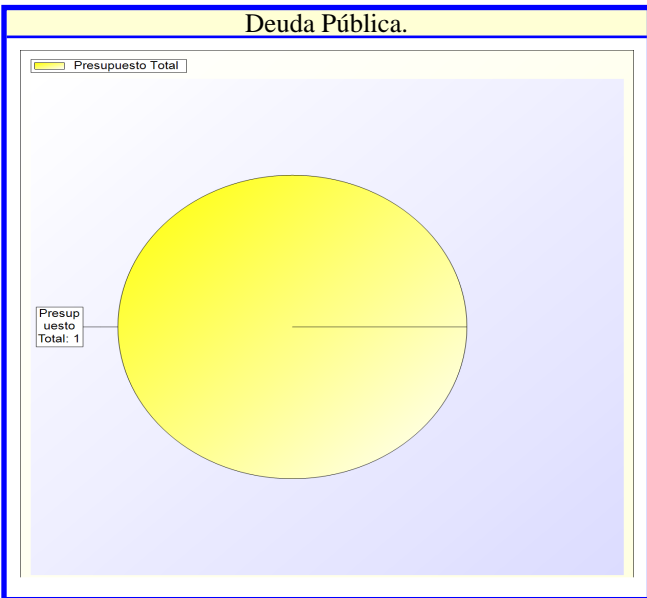 Deuda Pública.
Presupuesto Total
Presup
uesto
Total: 1